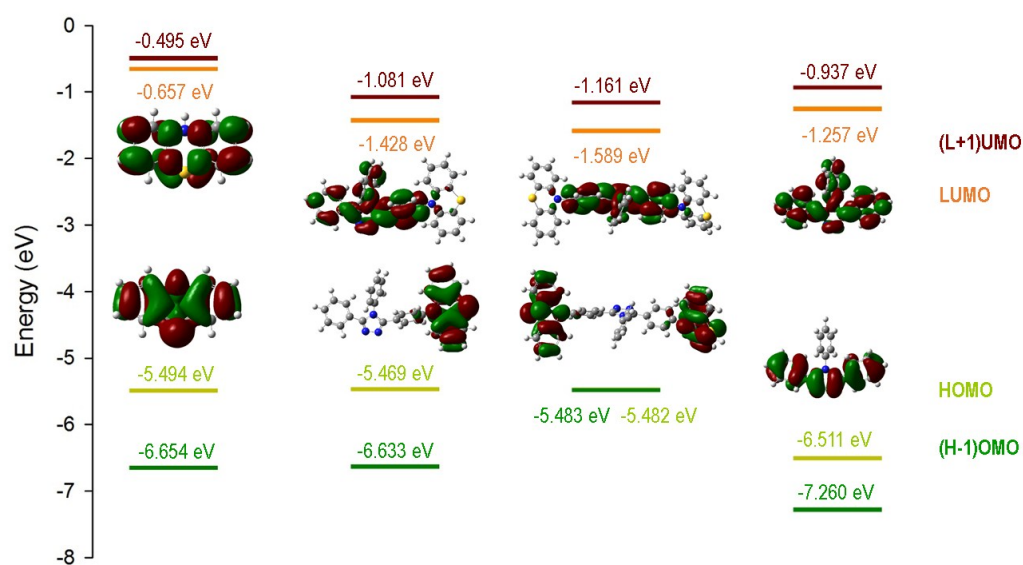 0
-1
-2
-3
-4
-5
-6
-7
-8
Energy (eV)
-0.495 eV
-0.657 eV
-5.494 eV
-6.654 eV
-1.081 eV
-1.428 eV
-5.469 eV
-6.633 eV
-1.161 eV
-1.589 eV
-5.483 eV -5.482 eV
-0.937 eV
-1.257 eV
-6.511 eV
-7.260 eV
(L+1)UMO
LUMO
HOMO
(H-1)OMO